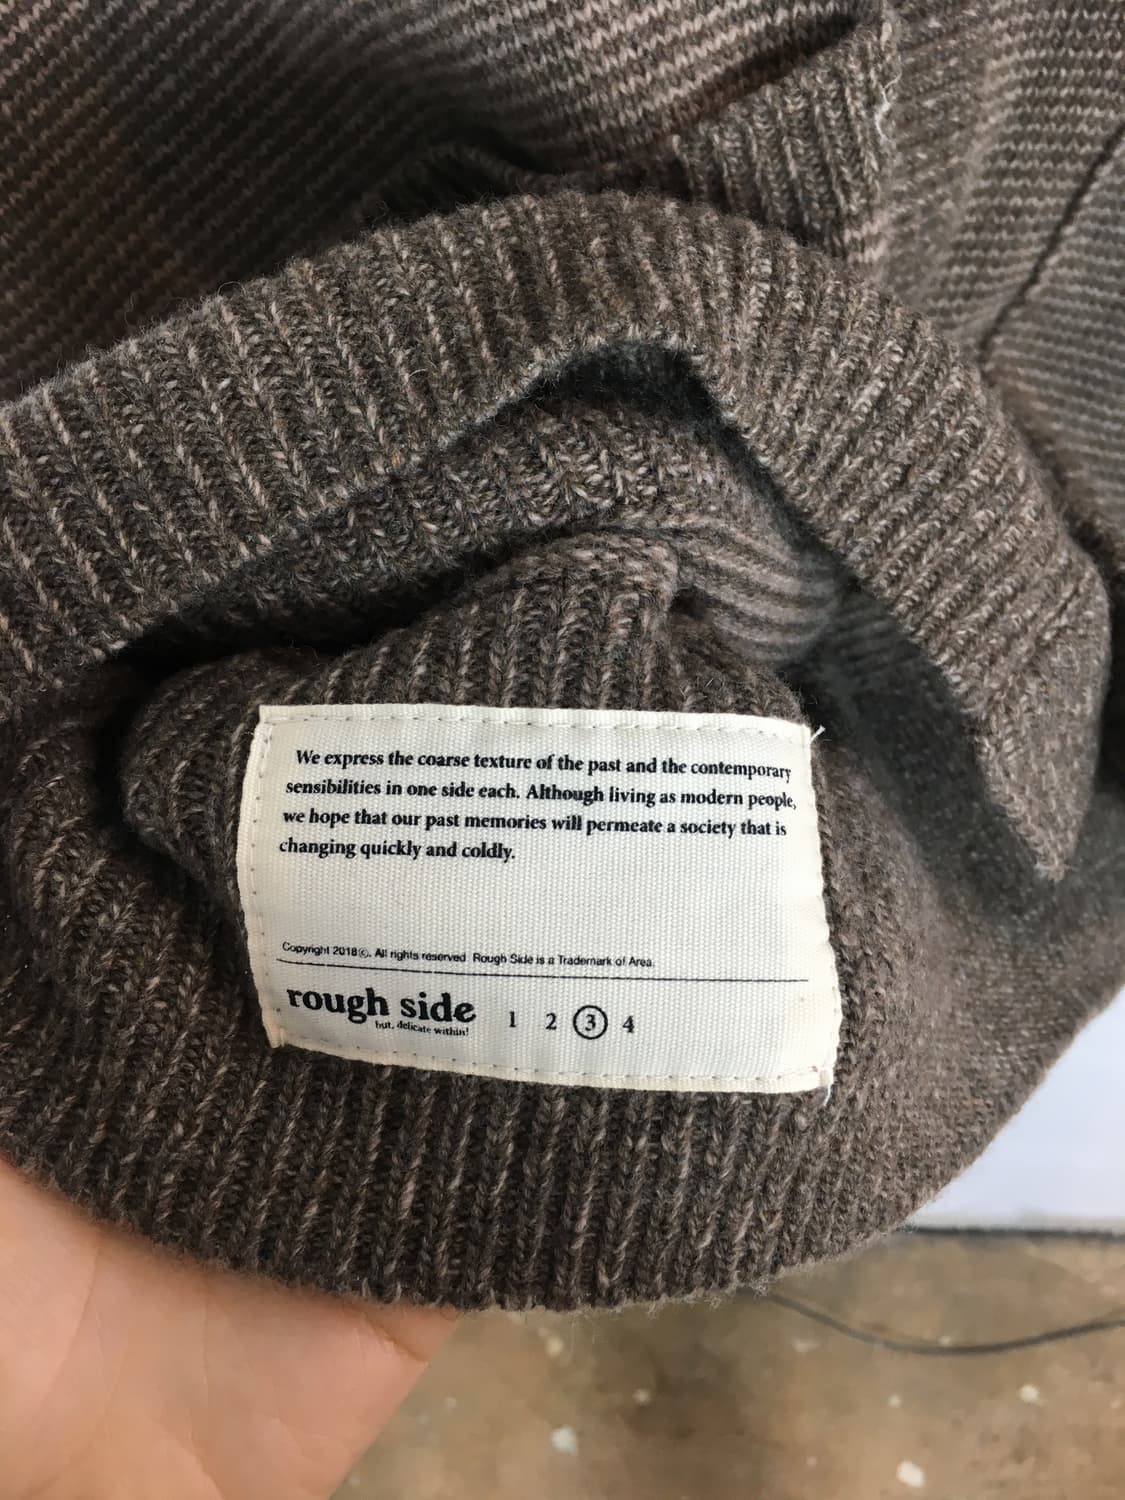 We express the coarse texture of the past and the contemporary
sensibilities in one side each. Although living as modern people,
we hope that our past memories will permeate a society that is
changing quickly and coldly.
Copyright 2018©. All rights reserved. Rough Side is a Trademark of Area.
rough side 1 2 3 4
but, delicate within!